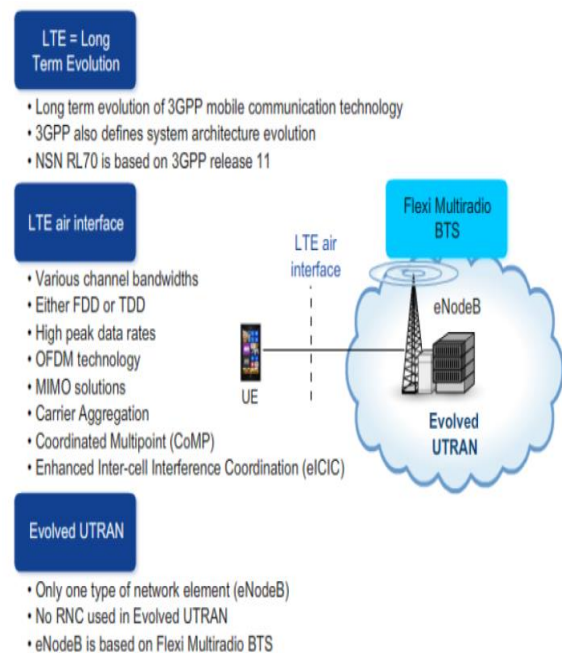 LTE = Long
Term Evolution
• Long term evolution of 3GPP mobile communication technology
• 3GPP also defines system architecture evolution
• NSN RL70 is based on 3GPP release 11
LTE air interface
• Various channel bandwidths
• Either FDD or TDD
• High peak data rates
• OFDM technology
• MIMO solutions
• Carrier Aggregation
• Coordinated Multipoint (CoMP)
• Enhanced Inter-cell Interference Coordination (eICIC)
UE
LTE air
interface
Flexi Multiradio
BTS
eNodeB
Evolved
UTRAN
Evolved UTRAN
• Only one type of network element (eNodeB)
• No RNC used in Evolved UTRAN
• eNodeB is based on Flexi Multiradio BTS